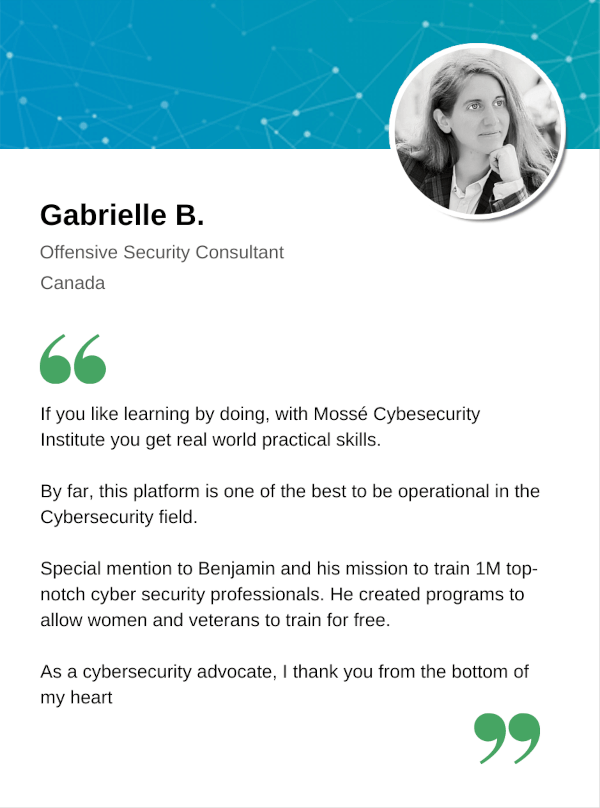 Gabrielle B.
Offensive Security Consultant
Canada
“
If you like learning by doing, with Mossé Cybesecurity
Institute you get real world practical skills.
By far, this platform is one of the best to be operational in the
Cybersecurity field.
Special mention to Benjamin and his mission to train 1M top-
notch cyber security professionals. He created programs to
allow women and veterans to train for free.
As a cybersecurity advocate, I thank you from the bottom of
my heart
”